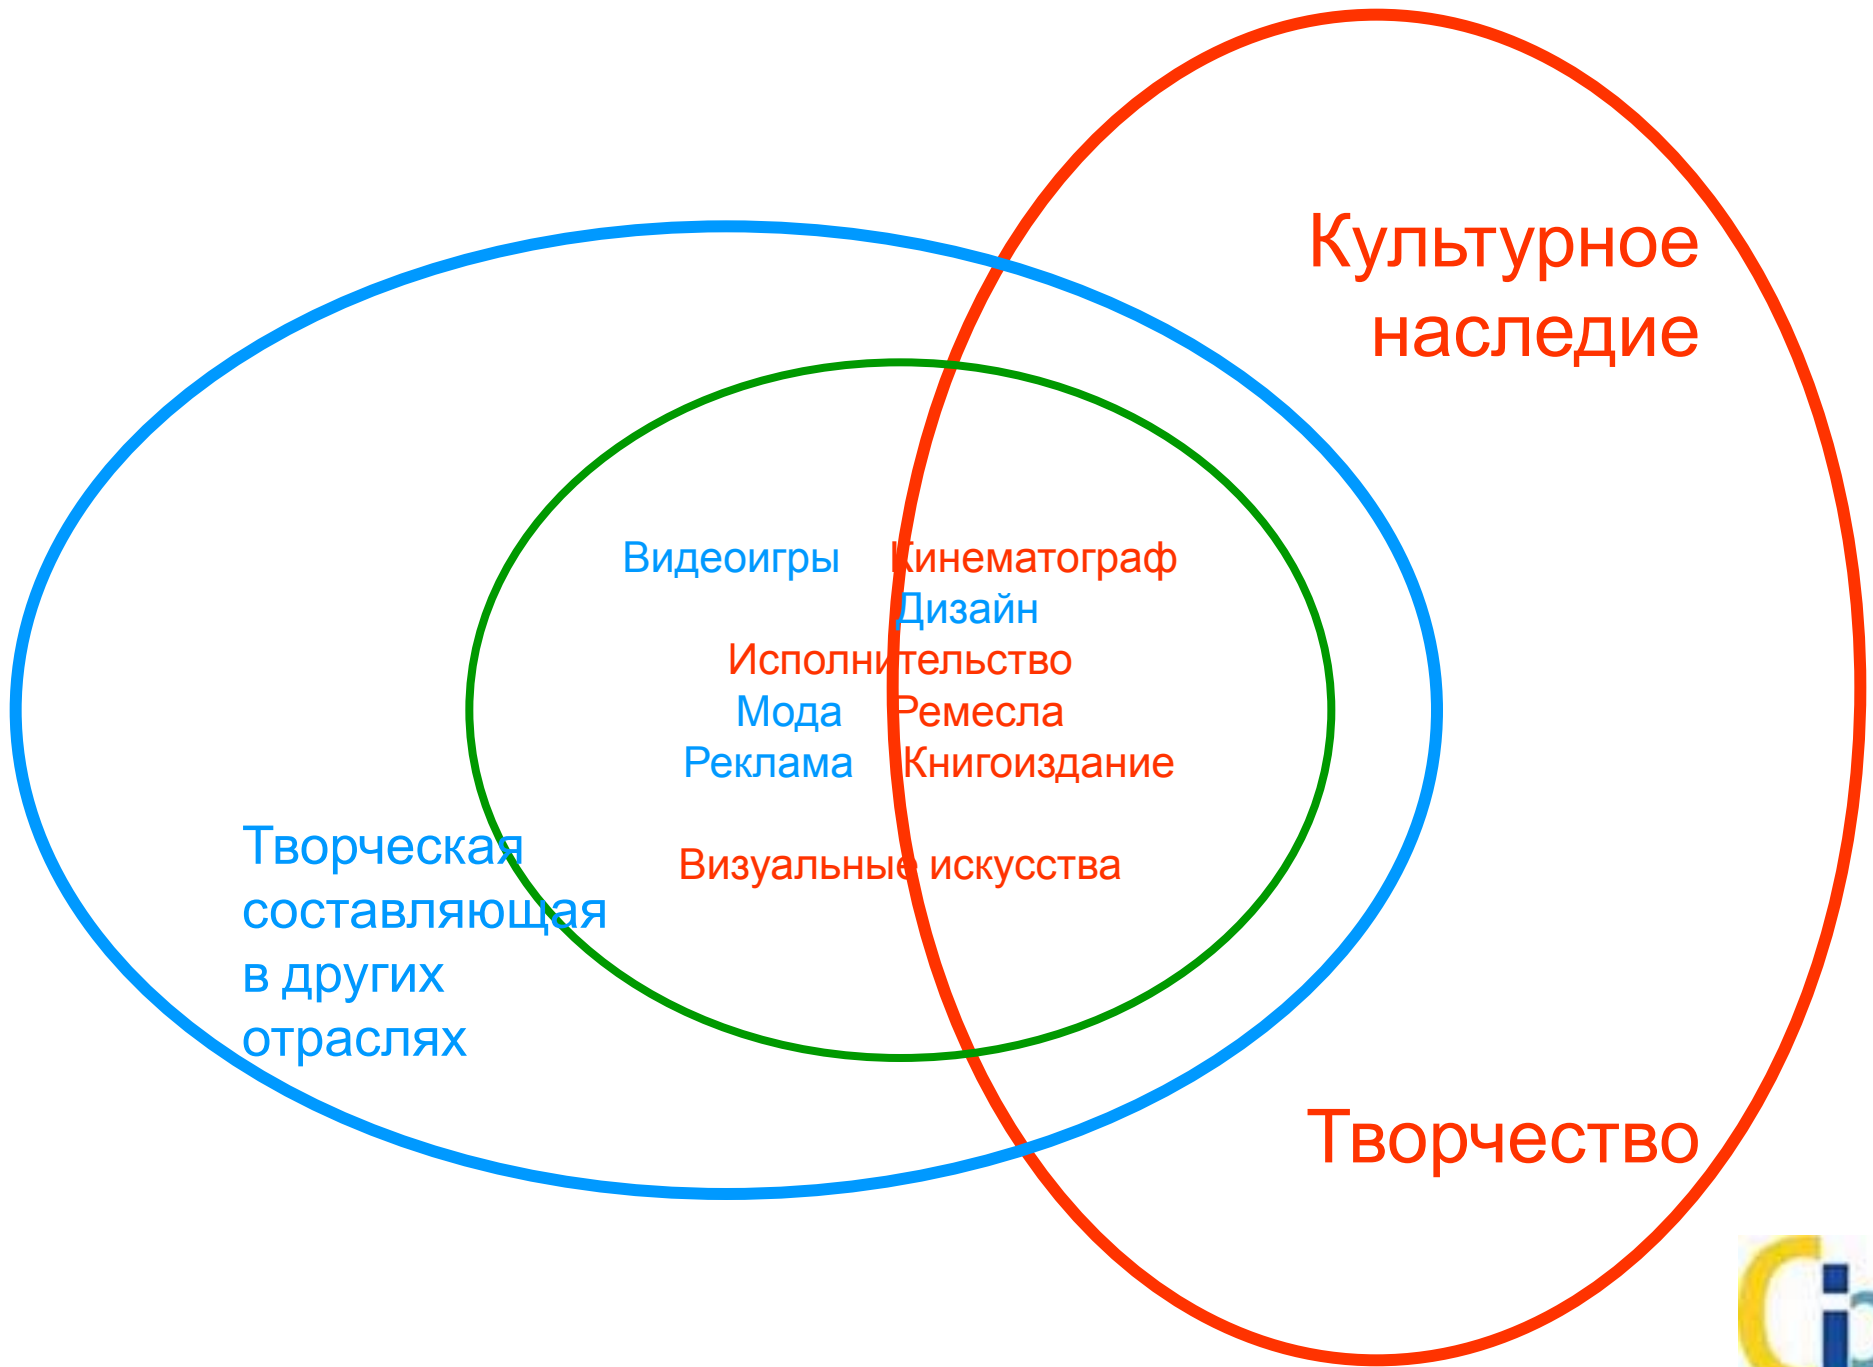 Культурное
наследие
Видеоигры Кинематограф
Дизайн
Исполнительство
Мода Ремесла
Реклама Книгоиздание
Визуальные искусства
Творческая
составляющая
в других
отраслях
Творчество